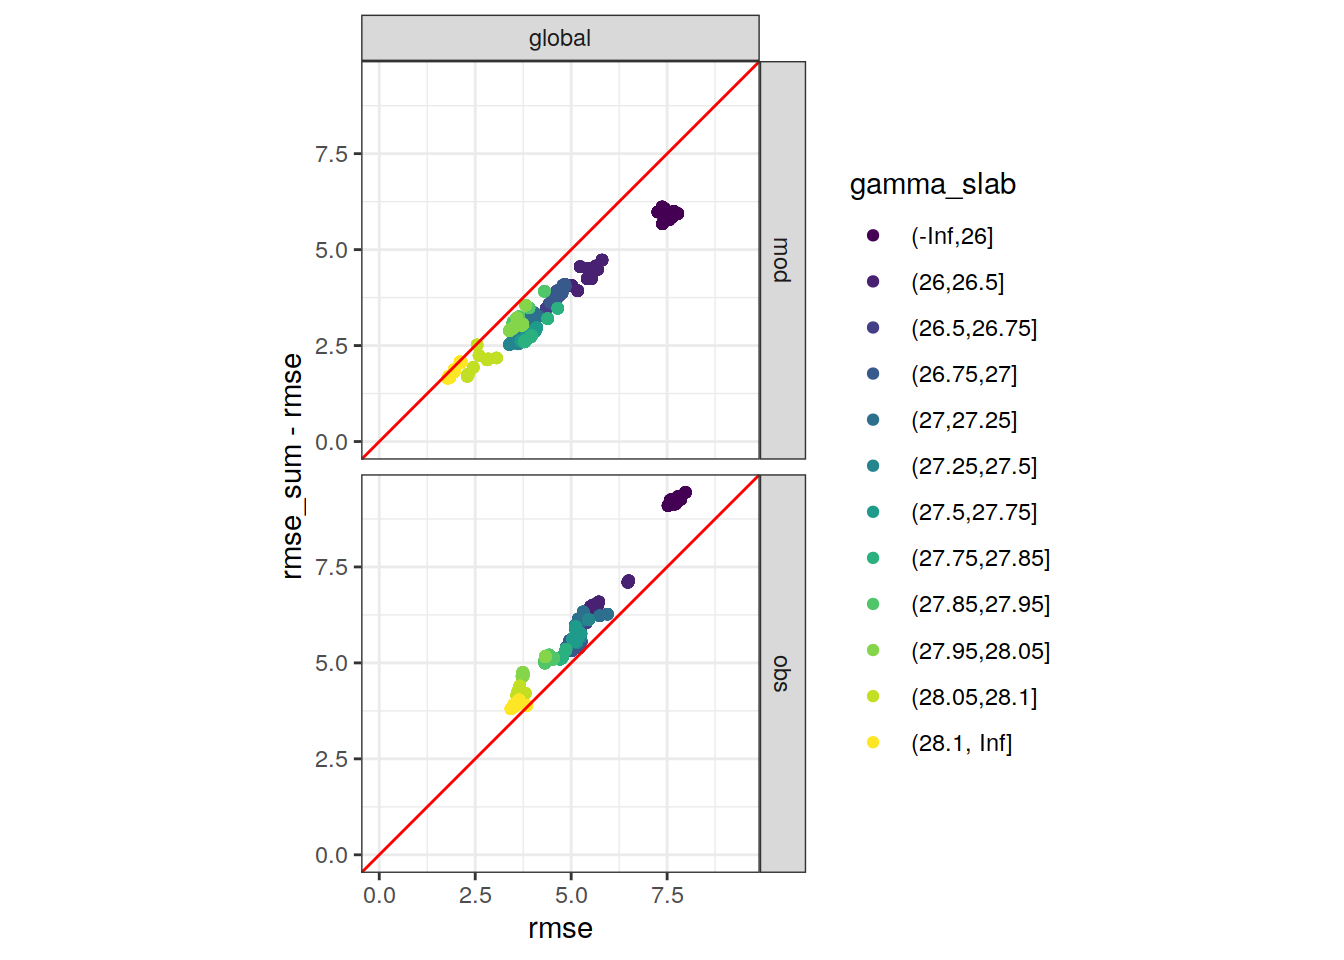 global
7.5
5.0
2.5
0.0
mod
7.5
5.0
2.5
0.0
obs
rmse_sum - rmse
0.0 2.5 5.0 7.5
rmse
gamma_slab
(-Inf,26]
(26,26.5]
(26.5,26.75]
(26.75,27]
(27,27.25]
(27.25,27.5]
(27.5,27.75]
(27.75,27.85]
(27.85,27.95]
(27.95,28.05]
(28.05,28.1]
(28.1, Inf]